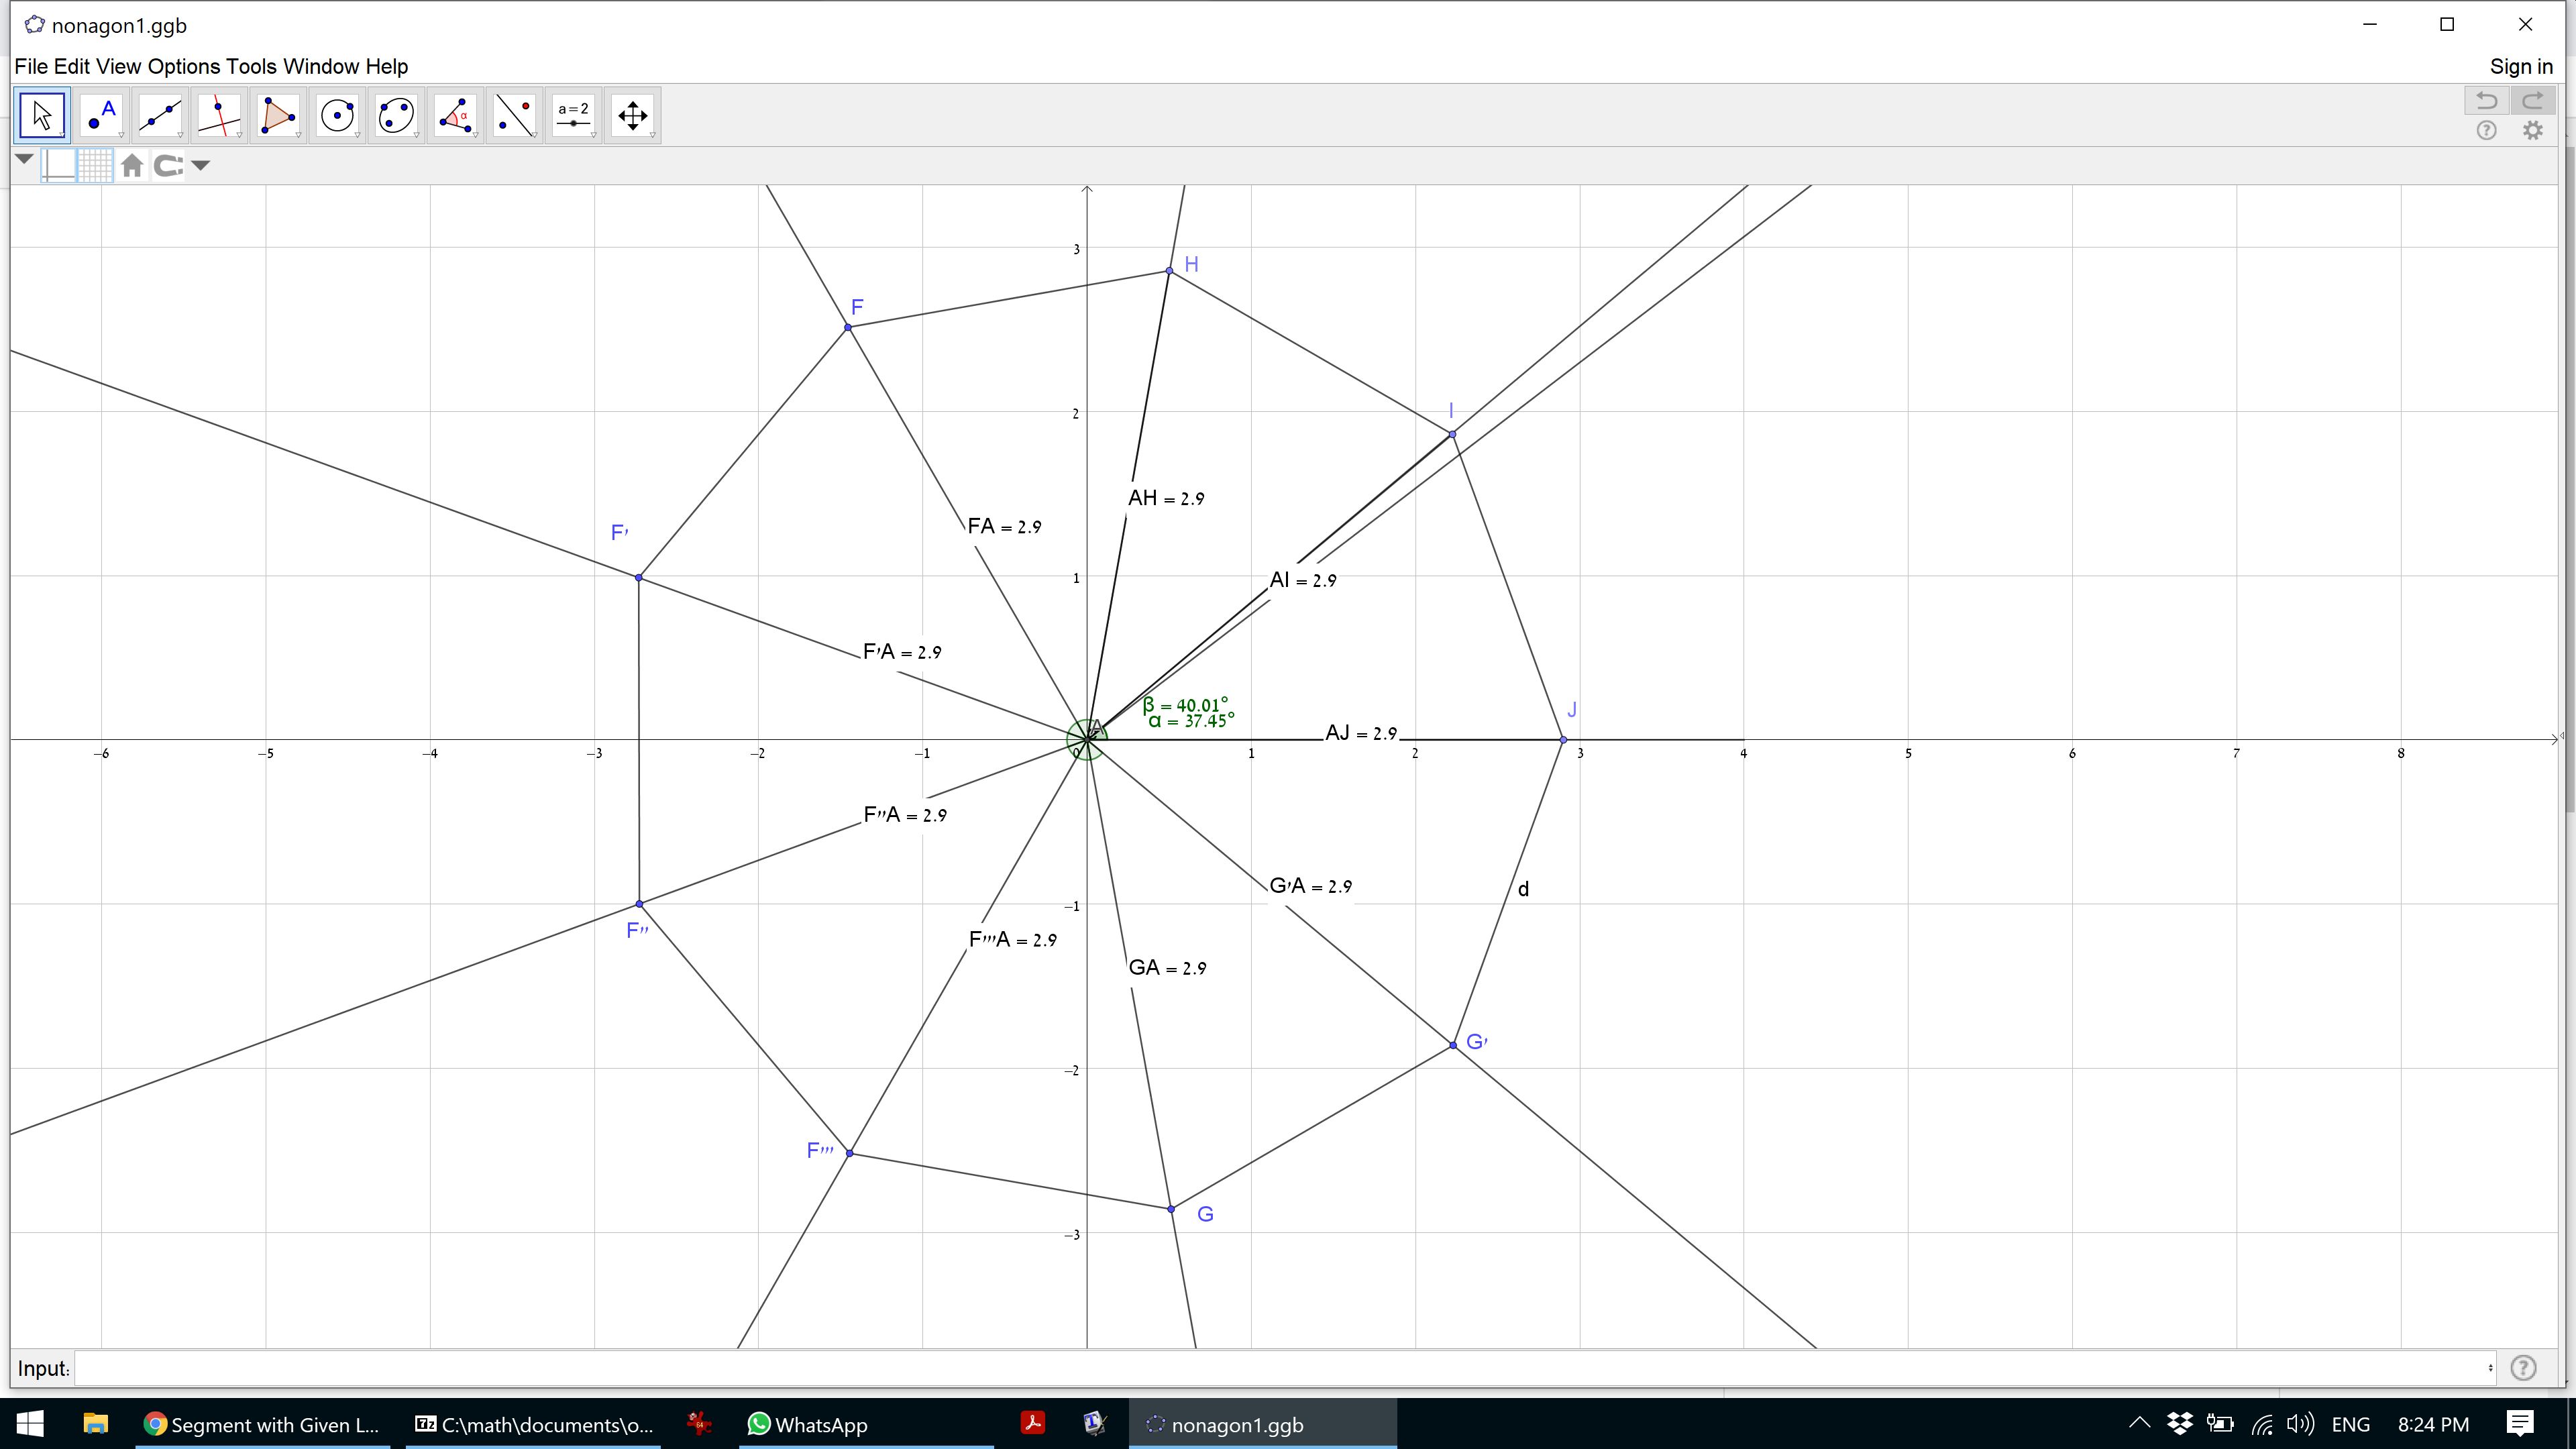 nonagon1.ggb
File Edit View Options Tools Window Help
Sign in
A
α
a=2
3
H
F
I
2
AH = 2.9
FA = 2.9
F′
1
AI = 2.9
F′A = 2.9
β = 40.01°
α = 37.45°
J
A
AJ = 2.9
−6 −5 −4 −3 −2 −1 0 1 2 3 4 5 6 7 8
F′′A = 2.9
G′A = 2.9
d
−1
F′′
F′′′A = 2.9
GA = 2.9
G′
−2
F′′′
G
−3
Input:
Segment with Given L...
7z
C:\math\documents\o...
64
WhatsApp
nonagon1.ggb
ENG
8:24 PM